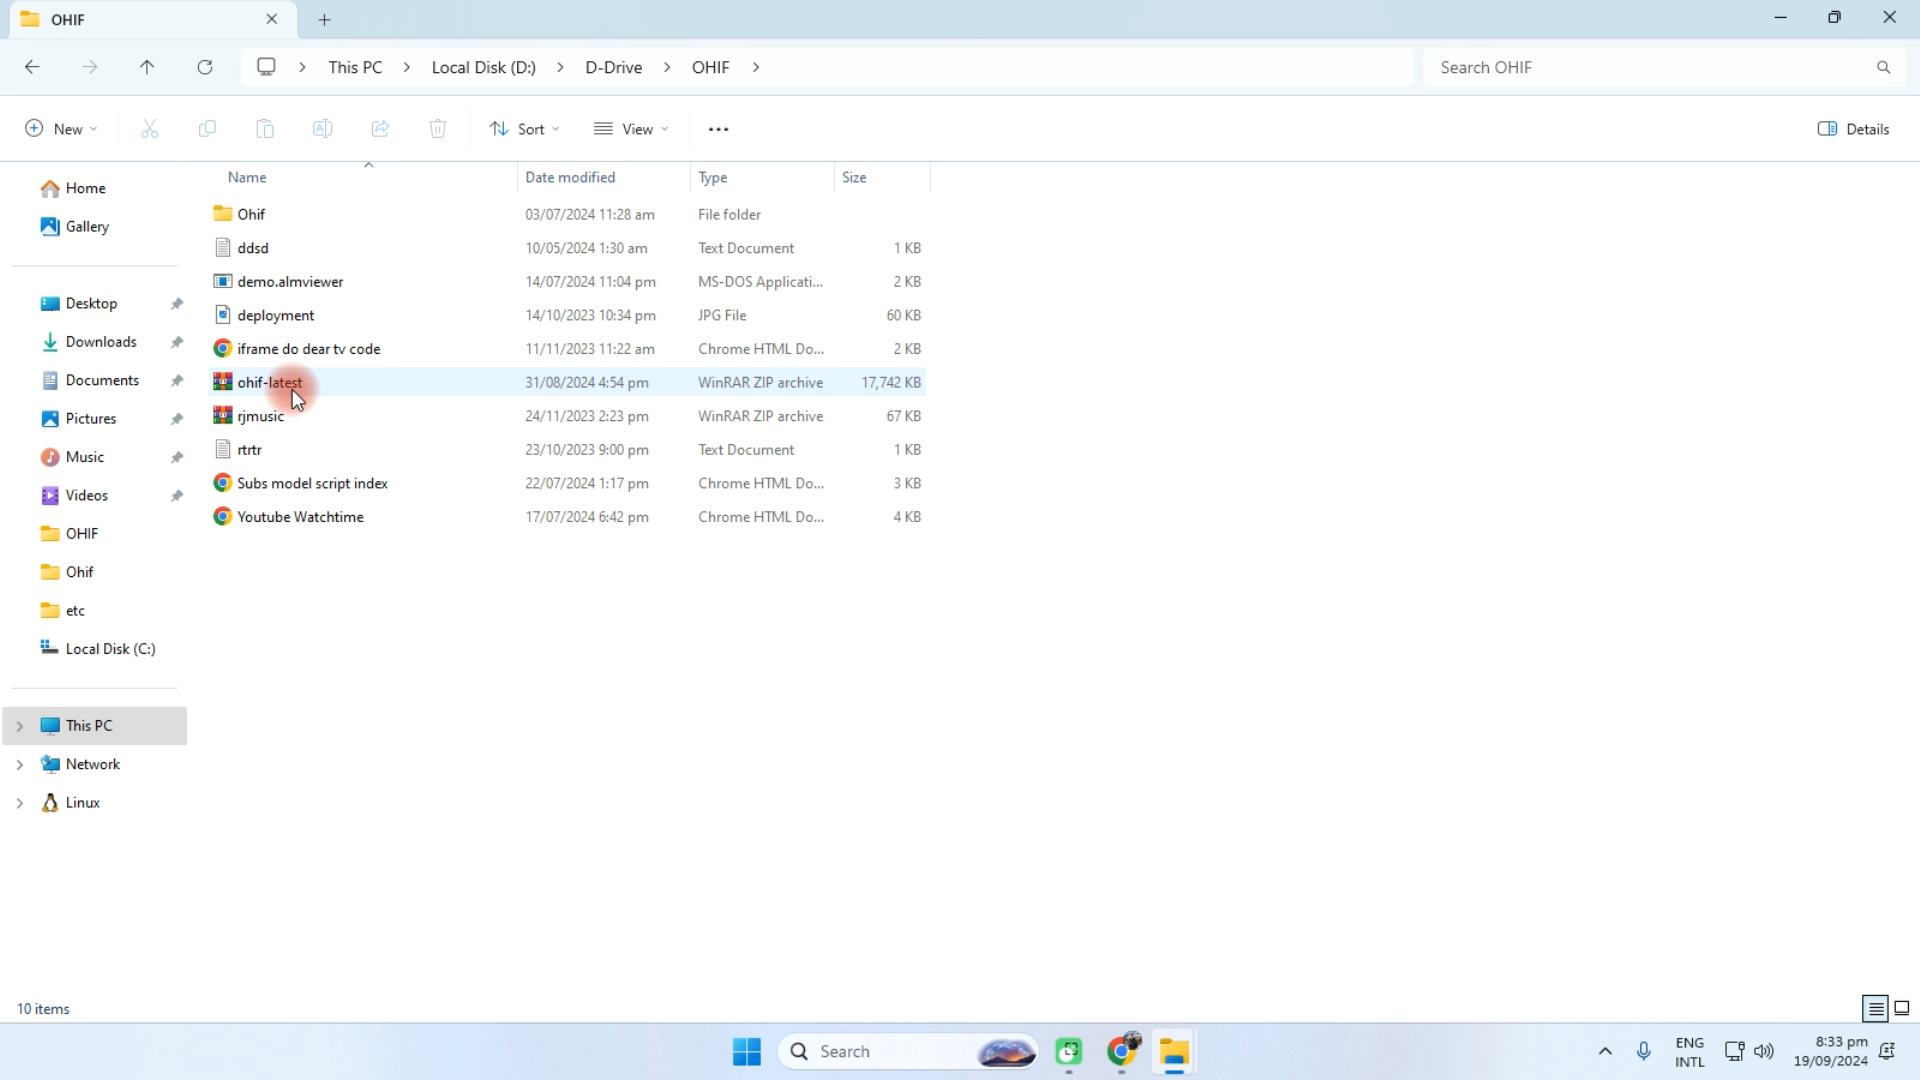 OHIF
This PC > Local Disk (D:) > D-Drive > OHIF >
Search OHIF
New
Sort
View
Details
Name Date modified Type Size
Ohif 03/07/2024 11:28 am File folder
ddsd 10/05/2024 1:30 am Text Document 1 KB
demo.almviewer 14/07/2024 11:04 pm MS-DOS Applicati... 2 KB
deployment 14/10/2023 10:34 pm JPG File 60 KB
iframe do dear tv code 11/11/2023 11:22 am Chrome HTML Do... 2 KB
ohif-latest 31/08/2024 4:54 pm WinRAR ZIP archive 17,742 KB
rjmusic 24/11/2023 2:23 pm WinRAR ZIP archive 67 KB
rtrtr 23/10/2023 9:00 pm Text Document 1 KB
Subs model script index 22/07/2024 1:17 pm Chrome HTML Do... 3 KB
Youtube Watchtime 17/07/2024 6:42 pm Chrome HTML Do... 4 KB
Home
Gallery
Desktop
Downloads
Documents
Pictures
Music
Videos
OHIF
Ohif
etc
Local Disk (C:)
This PC
Network
Linux
10 items
Search
ENG
INTL
8:33 pm
19/09/2024